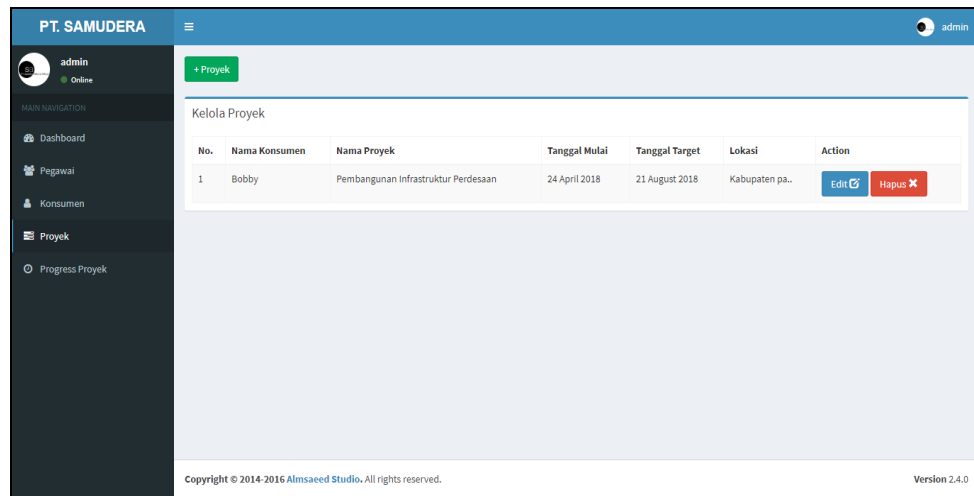 PT. SAMUDERA
admin
admin
Online
MAIN NAVIGATION
Dashboard
Pegawai
Konsumen
Proyek
Progress Proyek
+ Proyek
Kelola Proyek
No. Nama Konsumen Nama Proyek Tanggal Mulai Tanggal Target Lokasi Action
1 Bobby Pembangunan Infrastruktur Perdesaan 24 April 2018 21 August 2018 Kabupaten pa.. Edit Hapus
Copyright © 2014-2016 Almsaeed Studio. All rights reserved. Version 2.4.0